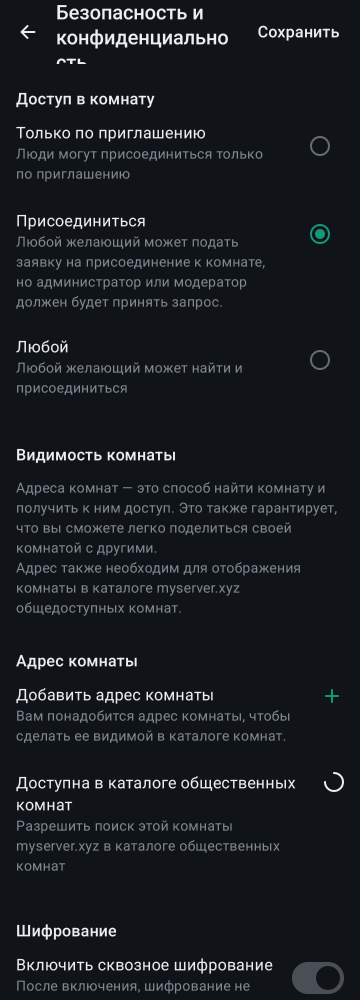 Безопасность и
конфиденциально
сть
Сохранить
Доступ в комнату
Только по приглашению
Люди могут присоединиться только
по приглашению
Присоединиться
Любой желающий может подать
заявку на присоединение к комнате,
но администратор или модератор
должен будет принять запрос.
Любой
Любой желающий может найти и
присоединиться
Видимость комнаты
Адреса комнат — это способ найти комнату и
получить к ним доступ. Это также гарантирует,
что вы сможете легко поделиться своей
комнатой с другими.
Адрес также необходим для отображения
комнаты в каталоге myserver.xyz
общедоступных комнат.
Адрес комнаты
Добавить адрес комнаты
Вам понадобится адрес комнаты, чтобы
сделать ее видимой в каталоге комнат.
Доступна в каталоге общественных
комнат
Разрешить поиск этой комнаты
myserver.xyz в каталоге общественных
комнат
Шифрование
Включить сквозное шифрование
После включения, шифрование не